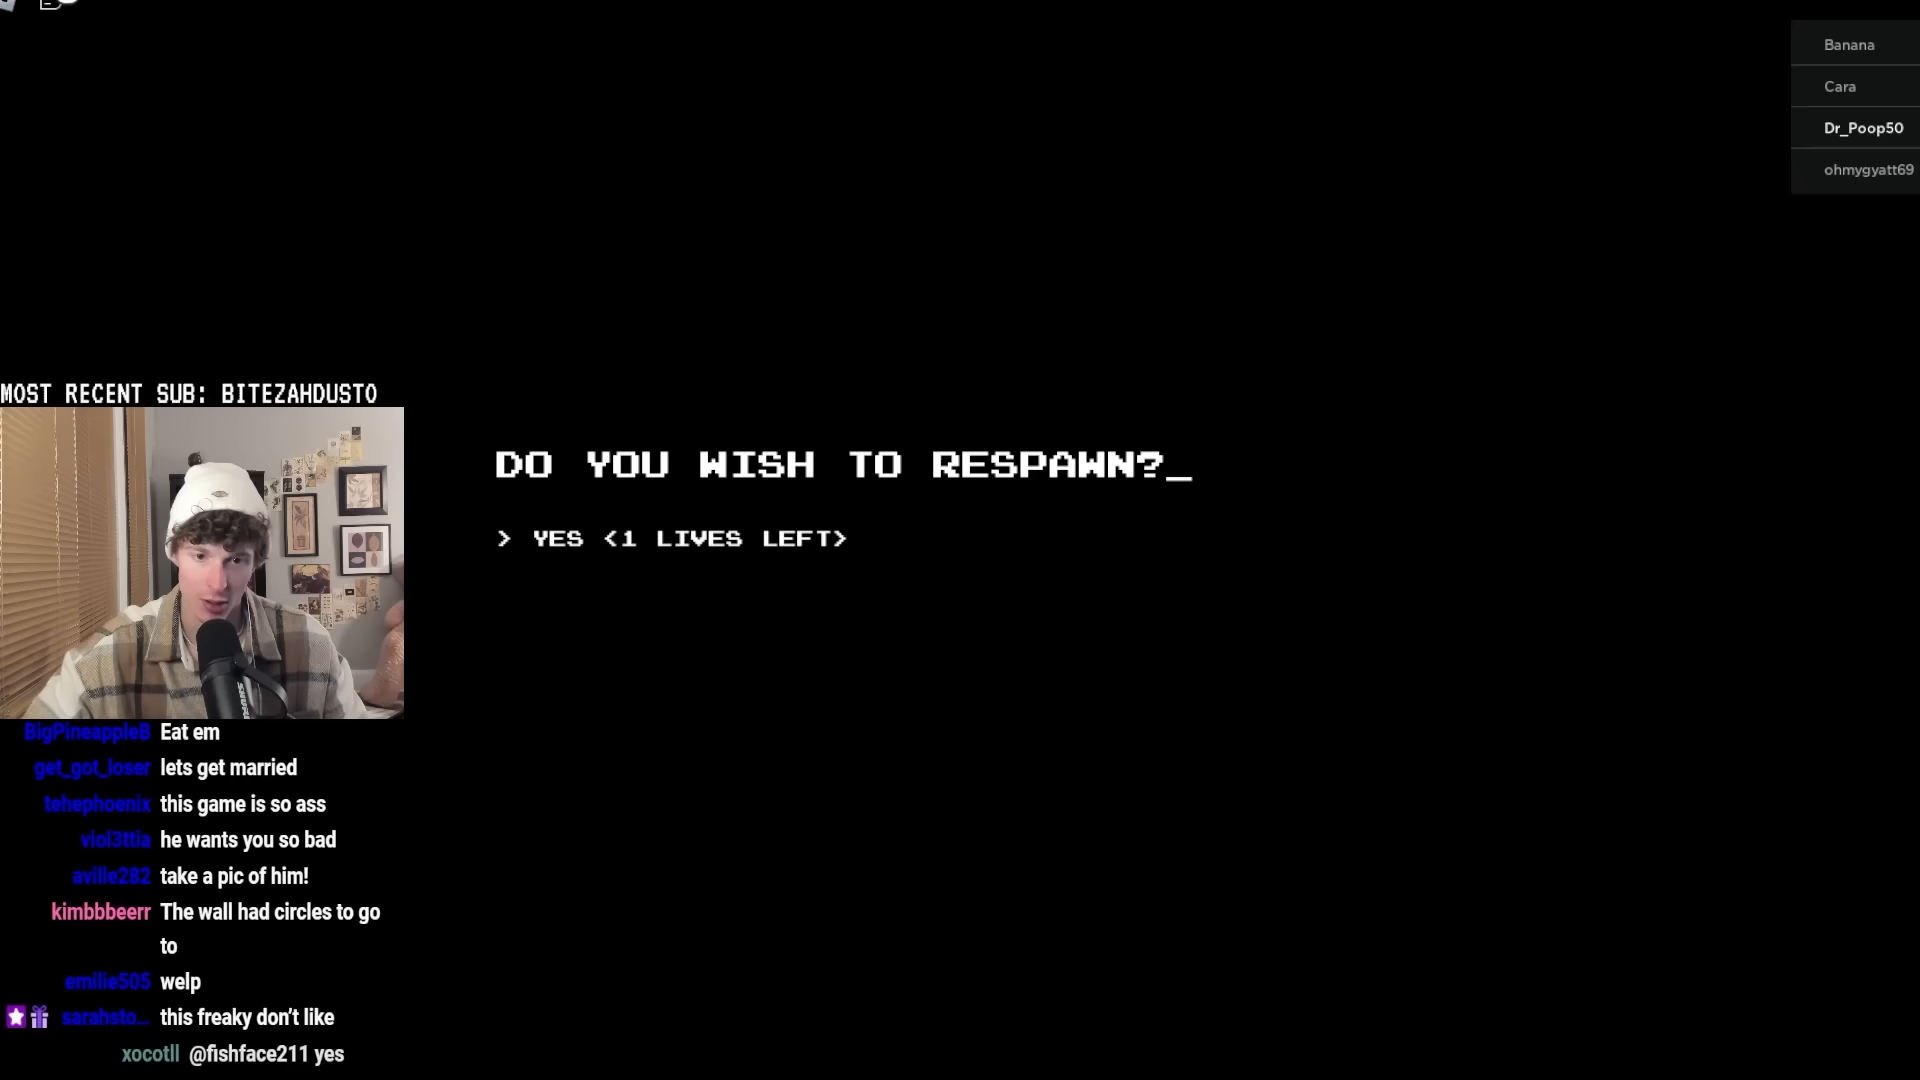 Banana
Cara
Dr_Poop50
ohmygyatt69
MOST RECENT SUB: BITEZAHDUSTO
DO YOU WISH TO RESPAWN?_
> YES <1 LIVES LEFT>
BigPineappleB Eat em
get_got_loser lets get married
tehephoenix this game is so ass
viol3ttia he wants you so bad
aville282 take a pic of him!
kimbbbeerr The wall had circles to go
to
emilie505 welp
sarahsto... this freaky don't like
xocotll @fishface211 yes